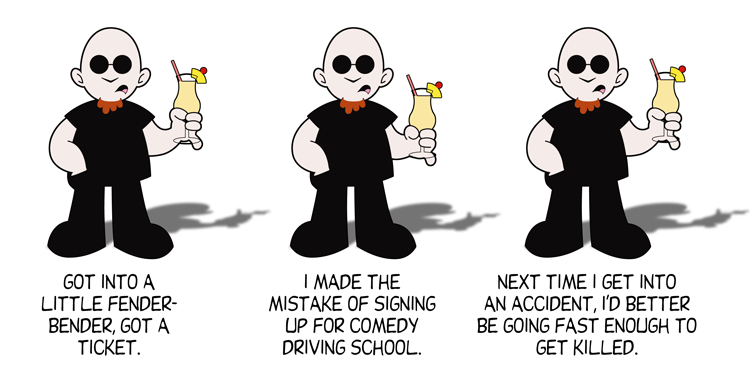 GOT INTO A
LITTLE FENDER-
BENDER, GOT A
TICKET.
I MADE THE
MISTAKE OF SIGNING
UP FOR COMEDY
DRIVING SCHOOL.
NEXT TIME I GET INTO
AN ACCIDENT, I'D BETTER
BE GOING FAST ENOUGH TO
GET KILLED.